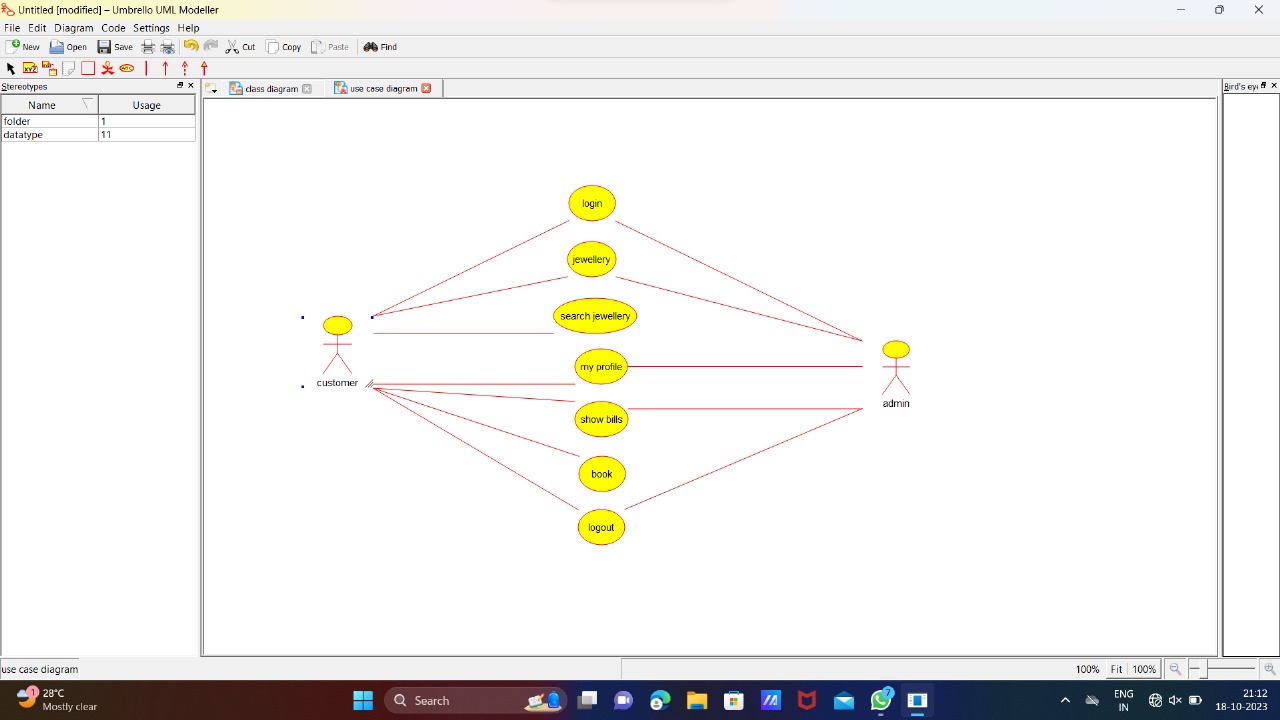 Untitled [modified] – Umbrello UML Modeller
File Edit Diagram Code Settings Help
New Open Save Cut Copy Paste Find
Stereotypes
class diagram
use case diagram
Bird's ey
Name Usage
folder 1
datatype 11
login
jewellery
search jewellery
my profile
show bills
book
logout
customer
admin
use case diagram
100% Fit 100%
1
28°C
Mostly clear
Search
7
ENG
IN
21:12
18-10-2023